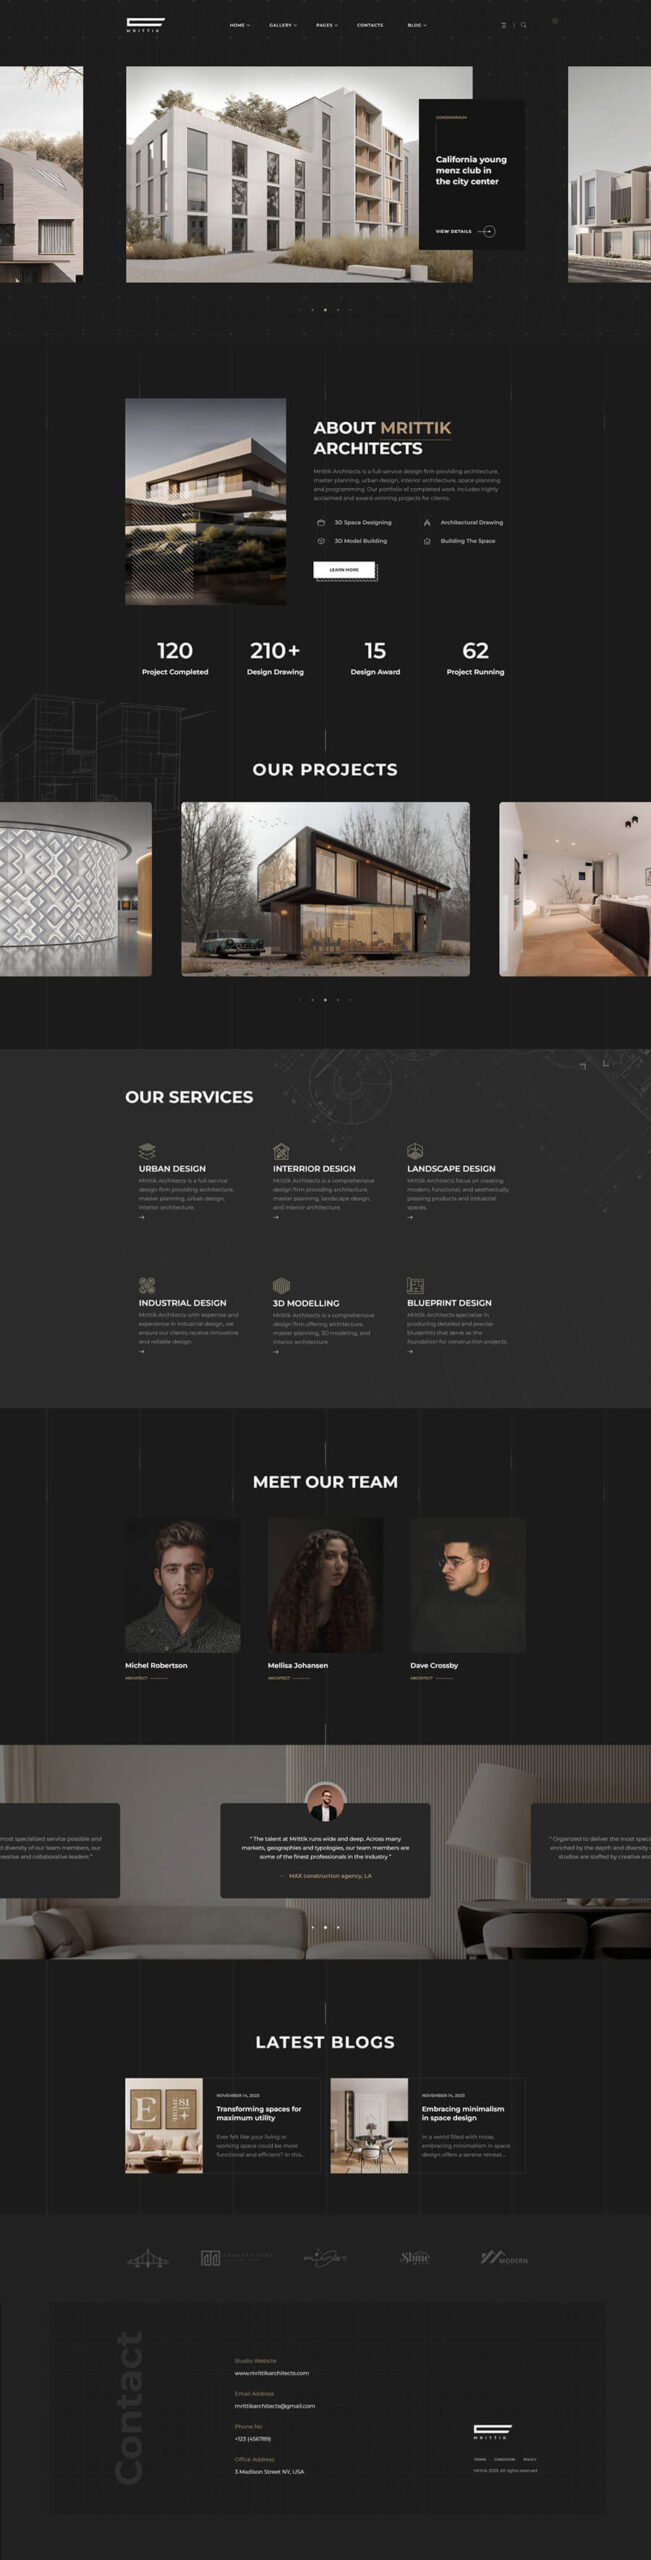 MRITTIK
HOME GALLERY PAGES CONTACTS BLOG
CONDOMINIUM
California young
menz club in
the city center
VIEW DETAILS
ABOUT MRITTIK
ARCHITECTS
Mrittik Architects is a full-service design firm providing architecture,
master planning, urban design, interior architecture, space planning
and programming. Our portfolio of completed work includes highly
acclaimed and award-winning projects for clients.
3D Space Designing
Architectural Drawing
3D Model Building
Building The Space
LEARN MORE
120
Project Completed
210+
Design Drawing
15
Design Award
62
Project Running
OUR PROJECTS
OUR SERVICES
URBAN DESIGN
Mrittik Architects is a full-service
design firm providing architecture,
master planning, urban design,
interior architecture.
INTERRIOR DESIGN
Mrittik Architects is a comprehensive
design firm providing architecture,
master planning, landscape design,
and interior architecture.
LANDSCAPE DESIGN
Mrittik Architects focus on creating
modern, functional, and aesthetically
pleasing products and industrial
spaces.
INDUSTRIAL DESIGN
Mrittik Architects with expertise and
experience in industrial design, we
ensure our clients receive innovative
and reliable design.
3D MODELLING
Mrittik Architects is a comprehensive
design firm offering architecture,
master planning, 3D modeling, and
interior architecture.
BLUEPRINT DESIGN
Mrittik Architects specialize in
producing detailed and precise
blueprints that serve as the
foundation for construction projects.
MEET OUR TEAM
Michel Robertson
ARCHITECT
Mellisa Johansen
ARCHITECT
Dave Crossby
ARCHITECT
most specialized service possible and
d diversity of our team members, our
reative and collaborative leaders "
" The talent at Mrittik runs wide and deep. Across many
markets, geographies and typologies, our team members are
some of the finest professionals in the industry "
MAX construction agency, LA
" Organized to deliver the most speci
enriched by the depth and diversity
studios are staffed by creative an
LATEST BLOGS
E
HOME
81
NOVEMBER 14, 2023
Transforming spaces for
maximum utility
Ever felt like your living or
working space could be more
functional and efficient? In this...
NOVEMBER 14, 2023
Embracing minimalism
in space design
In a world filled with noise,
embracing minimalism in space
design offers a serene retreat...
PLANET
Shine
MODERN
Contact
Studio Website
www.mrittikarchitects.com
Email Address
mrittikarchitects@gmail.com
Phone No
+123 (456789)
Office Address
3 Madison Street NY, USA
MRITTIK
TERMS CONDITION POLICY
Mrittik 2023. All rights reserved